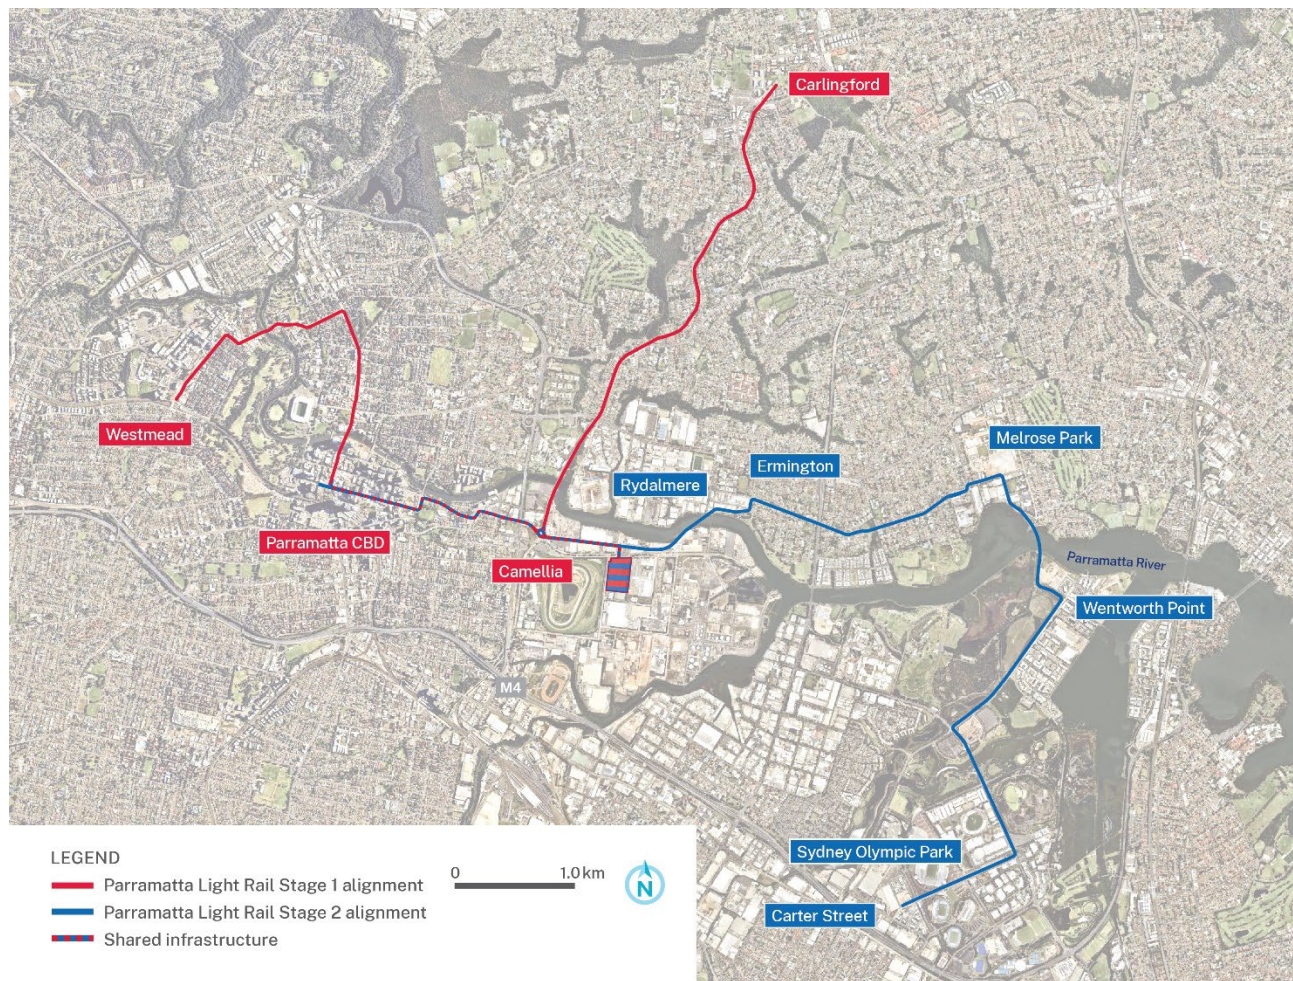 Carlingford
Westmead
Melrose Park
Ermington
Rydalmere
Parramatta CBD
Camellia
Parramatta River
Wentworth Point
M4
Sydney Olympic Park
Carter Street
LEGEND
Parramatta Light Rail Stage 1 alignment
Parramatta Light Rail Stage 2 alignment
Shared infrastructure
0 1.0 km
N